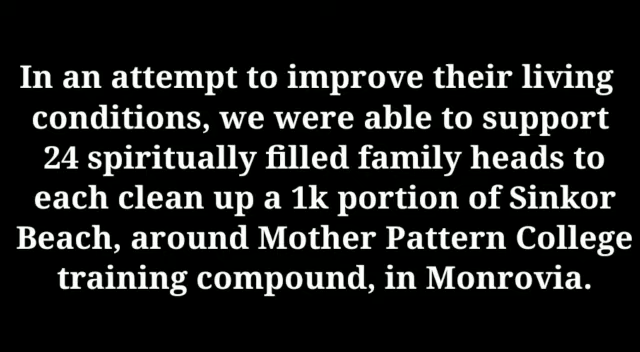 In an attempt to improve their living
conditions, we were able to support
24 spiritually filled family heads to
each clean up a 1k portion of Sinkor
Beach, around Mother Pattern College
training compound, in Monrovia.